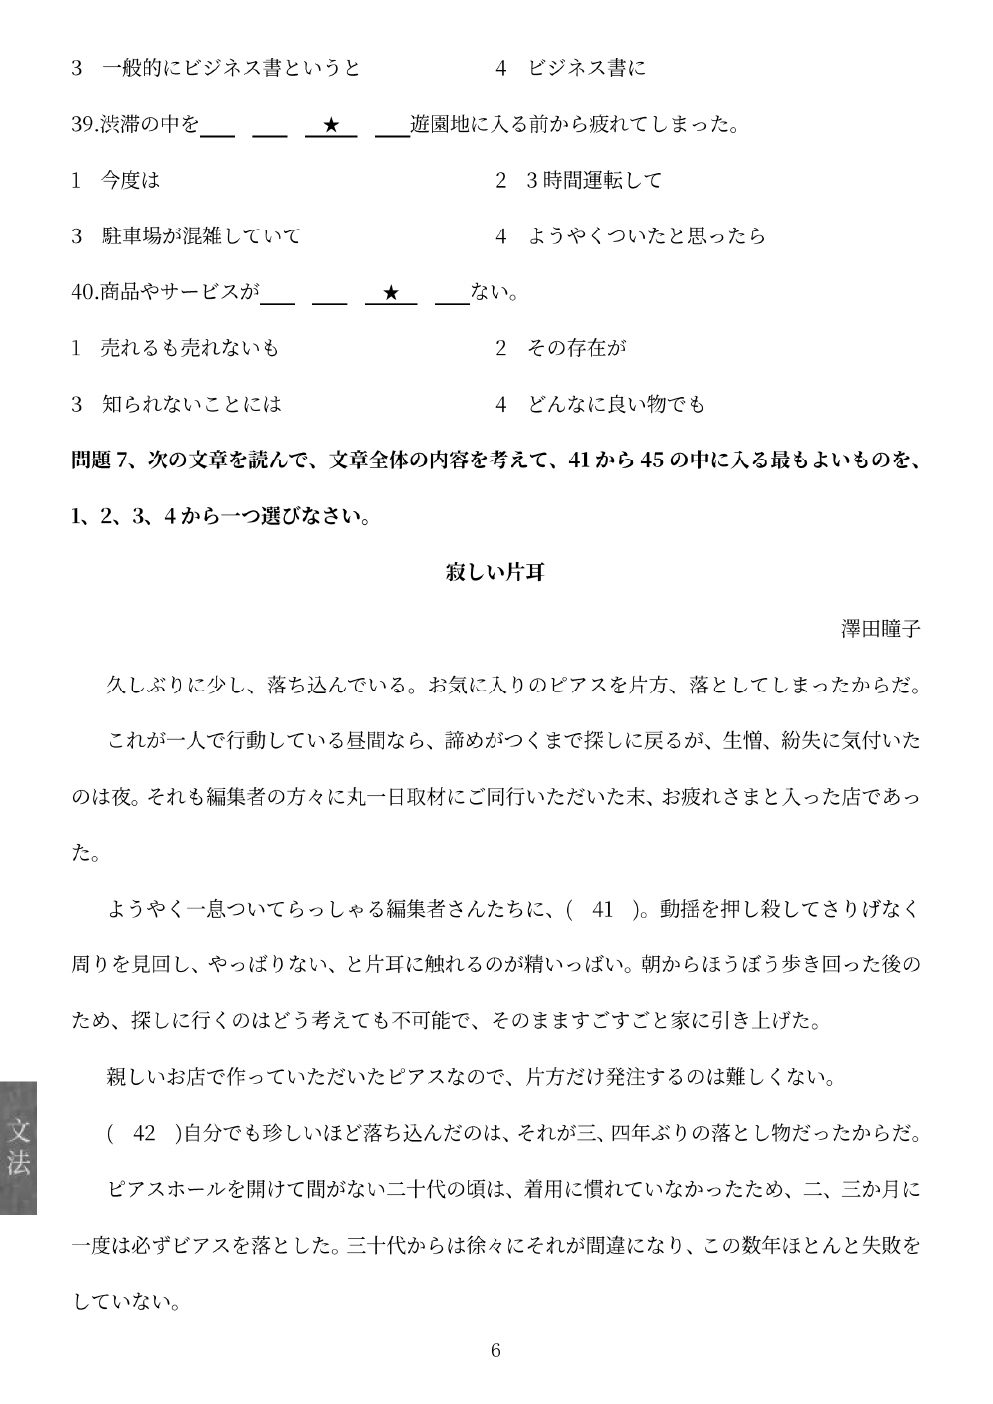 3　一般的にビジネス書というと　4　ビジネス書に
39.渋滞の中を＿＿ ＿＿ ＿★＿ ＿＿遊園地に入る前から疲れてしまった。
1　今度は　2　3時間運転して
3　駐車場が混雑していて　4　ようやくついたと思ったら
40.商品やサービスが＿＿ ＿＿ ＿★＿ ＿＿ない。
1　売れるも売れないも　2　その存在が
3　知られないことには　4　どんなに良い物でも
問題 7、次の文章を読んで、文章全体の内容を考えて、41 から 45 の中に入る最もよいものを、
1、2、3、4 から一つ選びなさい。
寂しい片耳
澤田瞳子
久しぶりに少し、落ち込んでいる。お気に入りのピアスを片方、落としてしまったからだ。
これが一人で行動している昼間なら、諦めがつくまで探しに戻るが、生憎、紛失に気付いた
のは夜。それも編集者の方々に丸一日取材にご同行いただいた末、お疲れさまと入った店であっ
た。
ようやく一息ついてらっしゃる編集者さんたちに、(　41　)。動揺を押し殺してさりげなく
周りを見回し、やっぱりない、と片耳に触れるのが精いっぱい。朝からほうぼう歩き回った後の
ため、探しに行くのはどう考えても不可能で、そのまますごすごと家に引き上げた。
親しいお店で作っていただいたピアスなので、片方だけ発注するのは難しくない。
(　42　)自分でも珍しいほど落ち込んだのは、それが三、四年ぶりの落とし物だったからだ。
ピアスホールを開けて間がない二十代の頃は、着用に慣れていなかったため、二、三か月に
一度は必ずピアスを落とした。三十代からは徐々にそれが間違になり、この数年ほとんと失敗を
していない。
文法
6